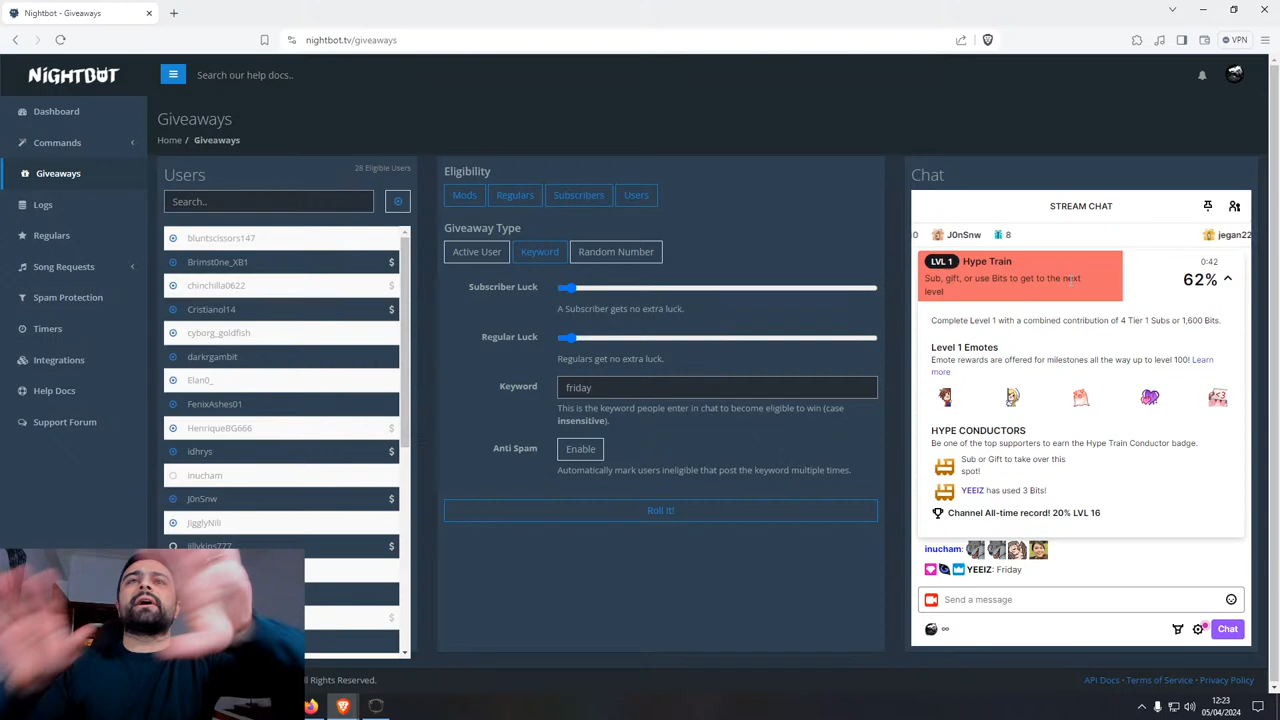 Nightbot - Giveaways
nightbot.tv/giveaways
VPN
NiGHTBOT
Search our help docs..
Dashboard
Commands
Giveaways
Logs
Regulars
Song Requests
Spam Protection
Timers
Integrations
Help Docs
Support Forum
Giveaways
Home / Giveaways
Users
28 Eligible Users
Search..
bluntscissors147
Brimst0ne_XB1 $
chinchilla0622 $
Cristianol14 $
cyborg_goldfish
darkrgambit
Elan0_
FenixAshes01
HenriqueBG666 $
idhrys $
inucham
J0nSnw $
JigglyNili
jillykins777 $
$
Eligibility
Mods
Regulars
Subscribers
Users
Giveaway Type
Active User
Keyword
Random Number
Subscriber Luck
A Subscriber gets no extra luck.
Regular Luck
Regulars get no extra luck.
Keyword
friday
This is the keyword people enter in chat to become eligible to win (case
insensitive).
Anti Spam
Enable
Automatically mark users ineligible that post the keyword multiple times.
Roll It!
Chat
STREAM CHAT
J0nSnw 8 jegan22
LVL 1 Hype Train
0:42
Sub, gift, or use Bits to get to the next
level
62%
Complete Level 1 with a combined contribution of 4 Tier 1 Subs or 1,600 Bits.
Level 1 Emotes
Emote rewards are offered for milestones all the way up to level 100! Learn
more
HYPE CONDUCTORS
Be one of the top supporters to earn the Hype Train Conductor badge.
Sub or Gift to take over this
spot!
YEEIZ has used 3 Bits!
Channel All-time record! 20% LVL 16
inucham:
YEEIZ: Friday
Send a message
∞
Chat
All Rights Reserved.
API Docs · Terms of Service · Privacy Policy
12:23
05/04/2024